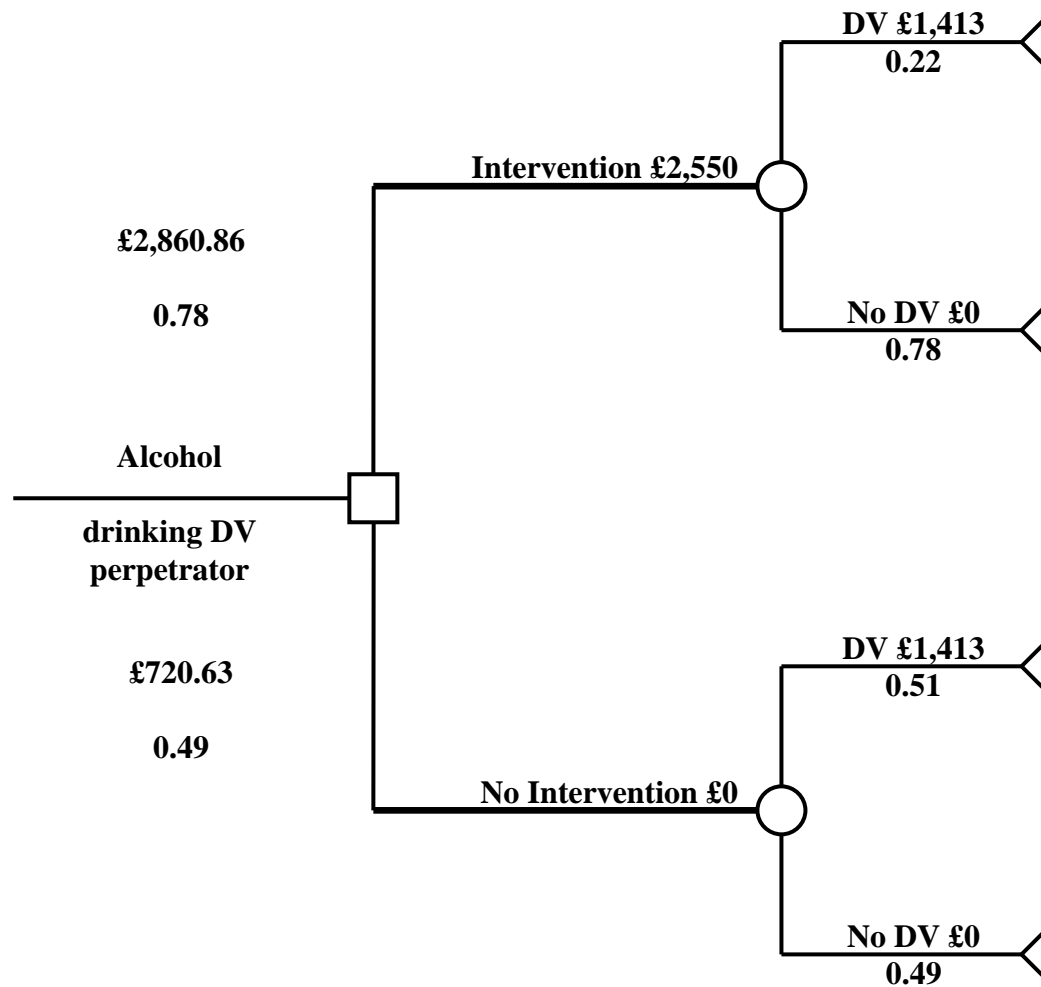 DV £1,413
0.22
Intervention £2,550
£2,860.86
0.78
No DV £0
0.78
Alcohol
drinking DV
perpetrator
£720.63
0.49
DV £1,413
0.51
No Intervention £0
No DV £0
0.49